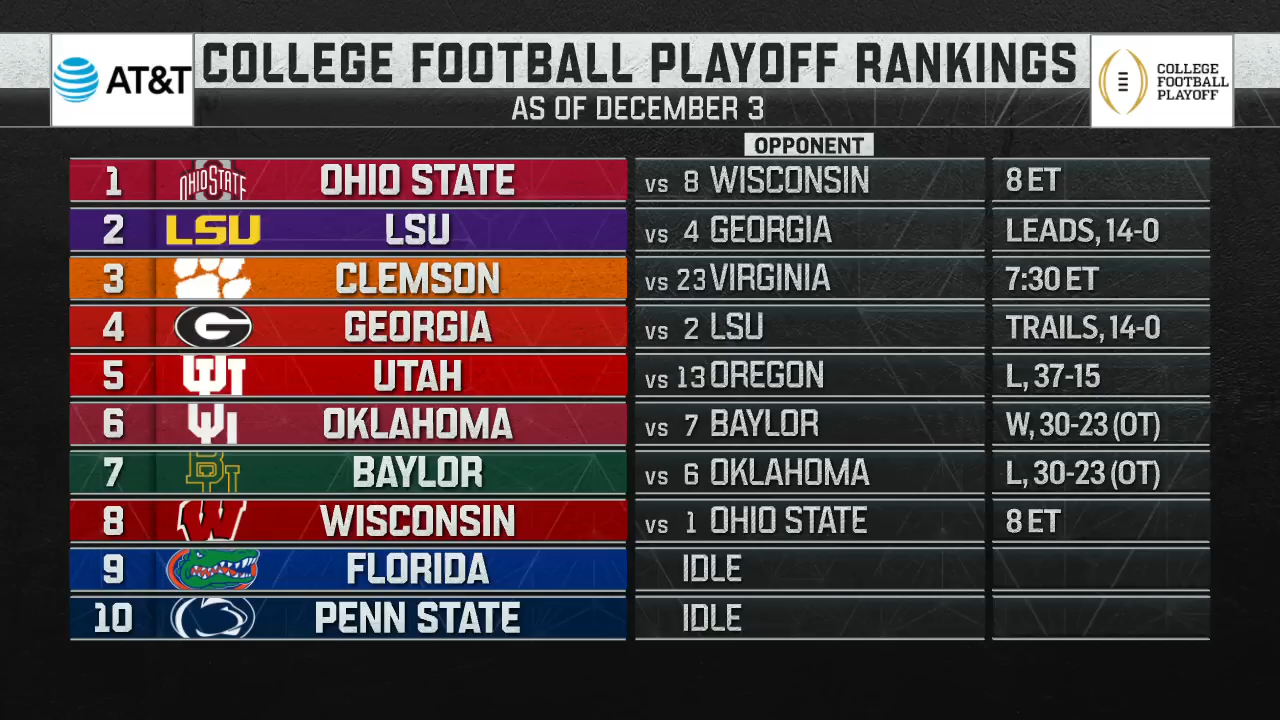 AT&T
COLLEGE FOOTBALL PLAYOFF RANKINGS
COLLEGE
FOOTBALL
PLAYOFF
AS OF DECEMBER 3
OPPONENT
1 OHIO STATE OHIO STATE vs 8 WISCONSIN 8 ET
2 LSU LSU vs 4 GEORGIA LEADS, 14-0
3 CLEMSON vs 23 VIRGINIA 7:30 ET
4 G GEORGIA vs 2 LSU TRAILS, 14-0
5 UT UTAH vs 13 OREGON L, 37-15
6 OU OKLAHOMA vs 7 BAYLOR W, 30-23 (OT)
7 BU BAYLOR vs 6 OKLAHOMA L, 30-23 (OT)
8 W WISCONSIN vs 1 OHIO STATE 8 ET
9 FLORIDA IDLE
10 PENN STATE IDLE